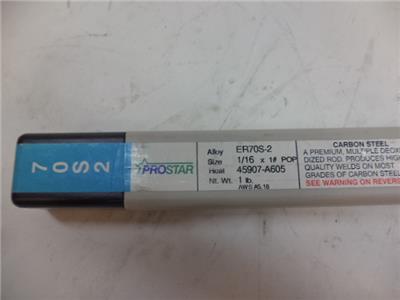 70S2
PROSTAR
Alloy ER70S-2
Size 1/16 x 1# POP
Heat 45907-A605
Nt. Wt. 1 lb.
AWS A5.18
CARBON STEEL
A PREMIUM, MULTIPLE DEOXI-
DIZED ROD. PRODUCES HIGH
QUALITY WELDS ON MOST
GRADES OF CARBON STEEL
SEE WARNING ON REVERSE